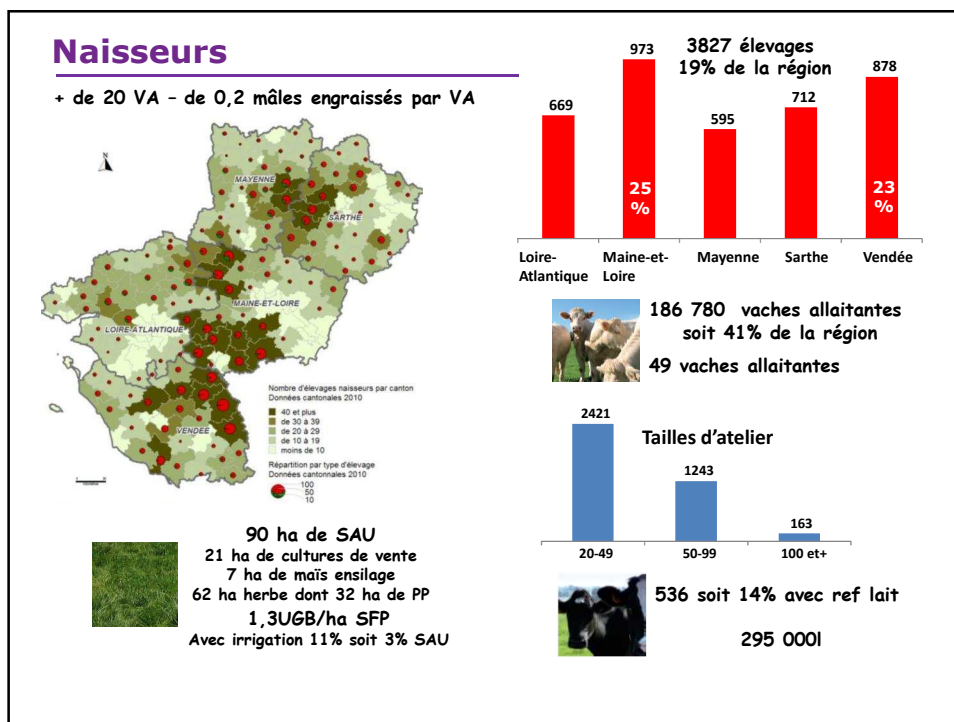 Naisseurs
+ de 20 VA – de 0,2 mâles engraissés par VA
N
MAYENNE
SARTHE
MAINE-ET-LOIRE
LOIRE-ATLANTIQUE
VENDEE
Nombre d'élevages naisseurs par canton
Données cantonales 2010
40 et plus
de 30 à 39
de 20 à 29
de 10 à 19
moins de 10
Répartition par type d'élevage
Données cantonnales 2010
100
50
10
90 ha de SAU
21 ha de cultures de vente
7 ha de maïs ensilage
62 ha herbe dont 32 ha de PP
1,3UGB/ha SFP
Avec irrigation 11% soit 3% SAU
3827 élevages
19% de la région
669
973
595
712
878
25
%
23
%
Loire-
Atlantique
Maine-et-
Loire
Mayenne
Sarthe
Vendée
186 780 vaches allaitantes
soit 41% de la région
49 vaches allaitantes
Tailles d'atelier
2421
1243
163
20-49
50-99
100 et+
536 soit 14% avec ref lait
295 000l